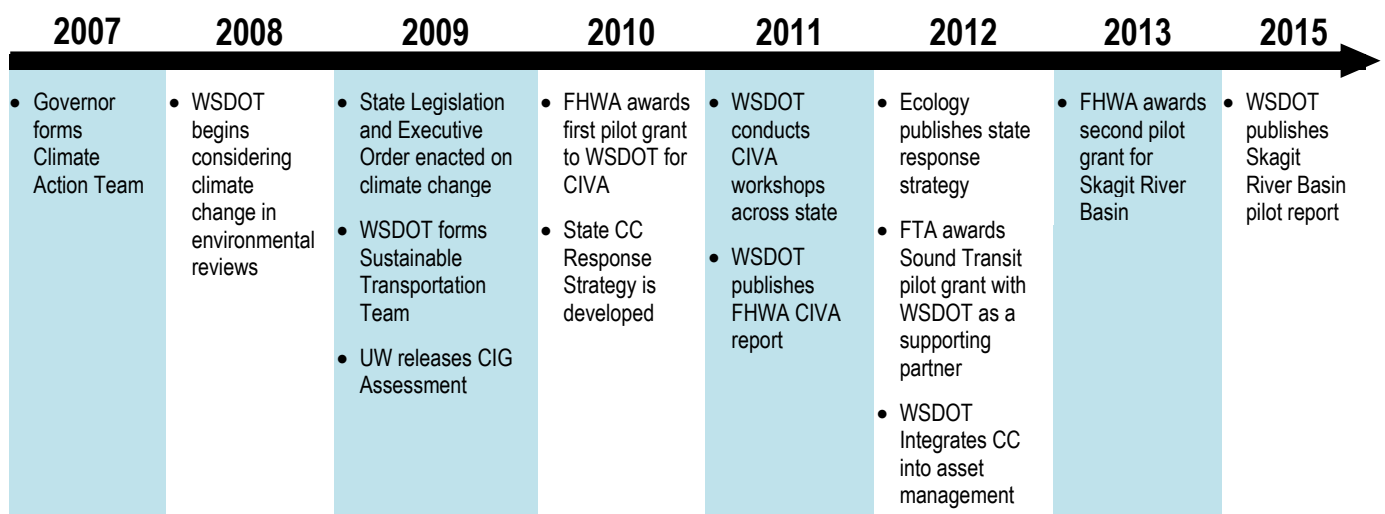 2007 2008 2009 2010 2011 2012 2013 2015
• Governor
forms
Climate
Action Team
• WSDOT
begins
considering
climate
change in
environmental
reviews
• State Legislation
and Executive
Order enacted on
climate change
• WSDOT forms
Sustainable
Transportation
Team
• UW releases CIG
Assessment
• FHWA awards
first pilot grant
to WSDOT for
CIVA
• State CC
Response
Strategy is
developed
• WSDOT
conducts
CIVA
workshops
across state
• WSDOT
publishes
FHWA CIVA
report
• Ecology
publishes state
response
strategy
• FTA awards
Sound Transit
pilot grant with
WSDOT as a
supporting
partner
• WSDOT
Integrates CC
into asset
management
• FHWA awards
second pilot
grant for
Skagit River
Basin
• WSDOT
publishes
Skagit
River Basin
pilot report